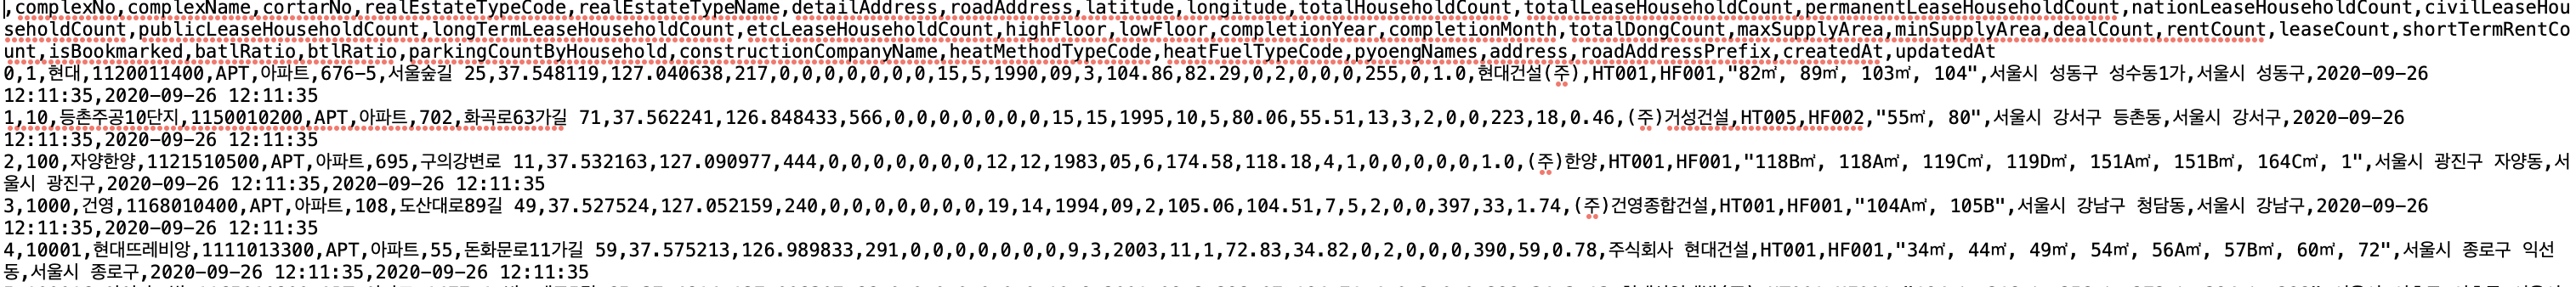 ,complexNo,complexName,cortarNo,realEstateTypeCode,realEstateTypeName,detailAddress,roadAddress,latitude,longitude,totalHouseholdCount,totalLeaseHouseholdCount,permanentLeaseHouseholdCount,nationLeaseHouseholdCount,civilLeaseHou
seholdCount,publicLeaseHouseholdCount,longTermLeaseHouseholdCount,etcLeaseHouseholdCount,highFloor,lowFloor,completionYear,completionMonth,totalDongCount,maxSupplyArea,minSupplyArea,dealCount,rentCount,leaseCount,shortTermRentCo
unt,isBookmarked,batlRatio,btlRatio,parkingCountByHousehold,constructionCompanyName,heatMethodTypeCode,heatFuelTypeCode,pyoengNames,address,roadAddressPrefix,createdAt,updatedAt
0,1,현대,1120011400,APT,아파트,676-5,서울숲길 25,37.548119,127.040638,217,0,0,0,0,0,0,0,15,5,1990,09,3,104.86,82.29,0,2,0,0,0,255,0,1.0,현대건설(주),HT001,HF001,"82㎡, 89㎡, 103㎡, 104",서울시 성동구 성수동1가,서울시 성동구,2020-09-26
12:11:35,2020-09-26 12:11:35
1,10,등촌주공10단지,1150010200,APT,아파트,702,화곡로63가길 71,37.562241,126.848433,566,0,0,0,0,0,0,0,15,15,1995,10,5,80.06,55.51,13,3,2,0,0,223,18,0.46,(주)거성건설,HT005,HF002,"55㎡, 80",서울시 강서구 등촌동,서울시 강서구,2020-09-26
12:11:35,2020-09-26 12:11:35
2,100,자양한양,1121510500,APT,아파트,695,구의강변로 11,37.532163,127.090977,444,0,0,0,0,0,0,0,12,12,1983,05,6,174.58,118.18,4,1,0,0,0,0,0,1.0,(주)한양,HT001,HF001,"118B㎡, 118A㎡, 119C㎡, 119D㎡, 151A㎡, 151B㎡, 164C㎡, 1",서울시 광진구 자양동,서
울시 광진구,2020-09-26 12:11:35,2020-09-26 12:11:35
3,1000,건영,1168010400,APT,아파트,108,도산대로89길 49,37.527524,127.052159,240,0,0,0,0,0,0,0,19,14,1994,09,2,105.06,104.51,7,5,2,0,0,397,33,1.74,(주)건영종합건설,HT001,HF001,"104A㎡, 105B",서울시 강남구 청담동,서울시 강남구,2020-09-26
12:11:35,2020-09-26 12:11:35
4,10001,현대뜨레비앙,1111013300,APT,아파트,55,돈화문로11가길 59,37.575213,126.989833,291,0,0,0,0,0,0,0,9,3,2003,11,1,72.83,34.82,0,2,0,0,0,390,59,0.78,주식회사 현대건설,HT001,HF001,"34㎡, 44㎡, 49㎡, 54㎡, 56A㎡, 57B㎡, 60㎡, 72",서울시 종로구 익선
동,서울시 종로구,2020-09-26 12:11:35,2020-09-26 12:11:35